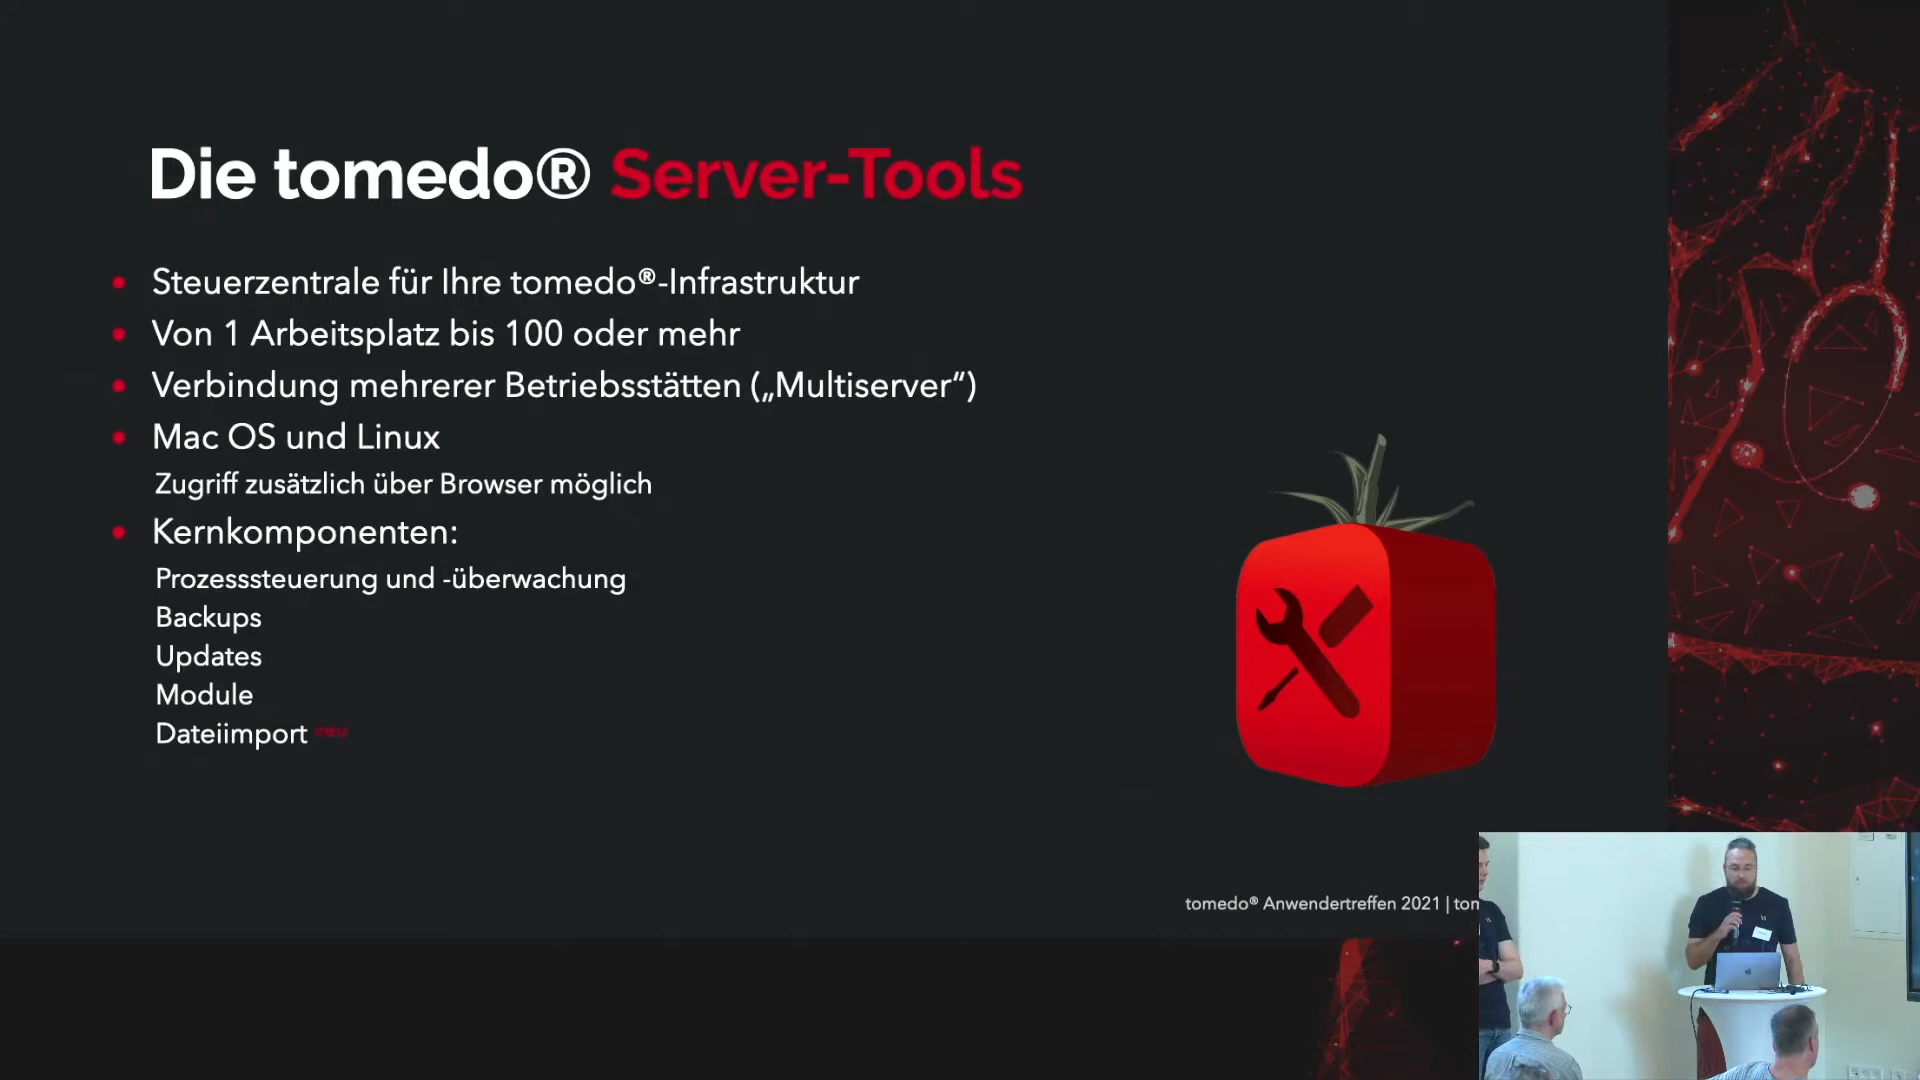 Die tomedo® Server-Tools
Steuerzentrale für Ihre tomedo®-Infrastruktur
Von 1 Arbeitsplatz bis 100 oder mehr
Verbindung mehrerer Betriebsstätten („Multiserver“)
Mac OS und Linux
Zugriff zusätzlich über Browser möglich
Kernkomponenten:
Prozesssteuerung und -überwachung
Backups
Updates
Module
Dateiimport neu
tomedo® Anwendertreffen 2021 | tom